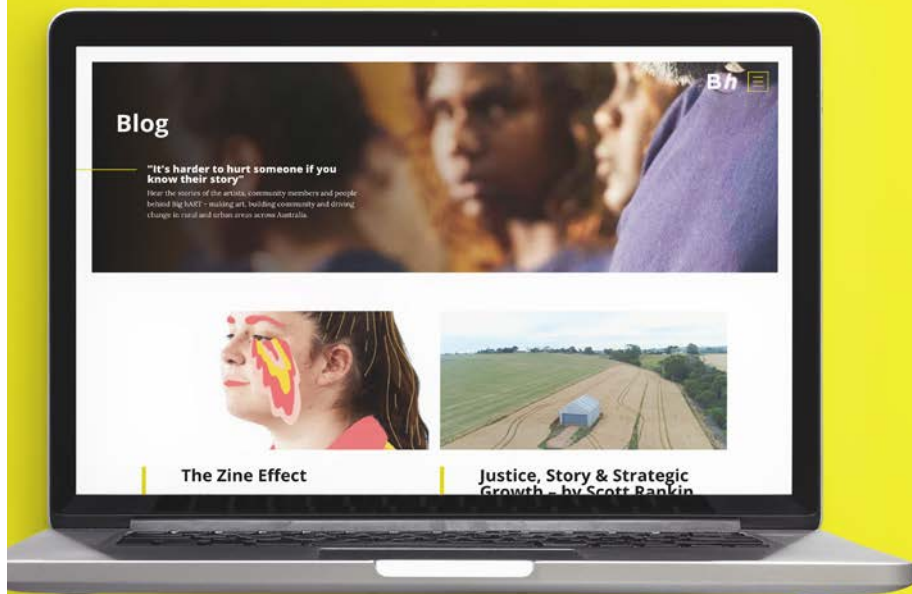 Bh
Blog
"It's harder to hurt someone if you
know their story"
Hear the stories of the artists, community members and people
behind Big hART – making art, building community and driving
change in rural and urban areas across Australia.
The Zine Effect
Justice, Story & Strategic
Growth – by Scott Rankin